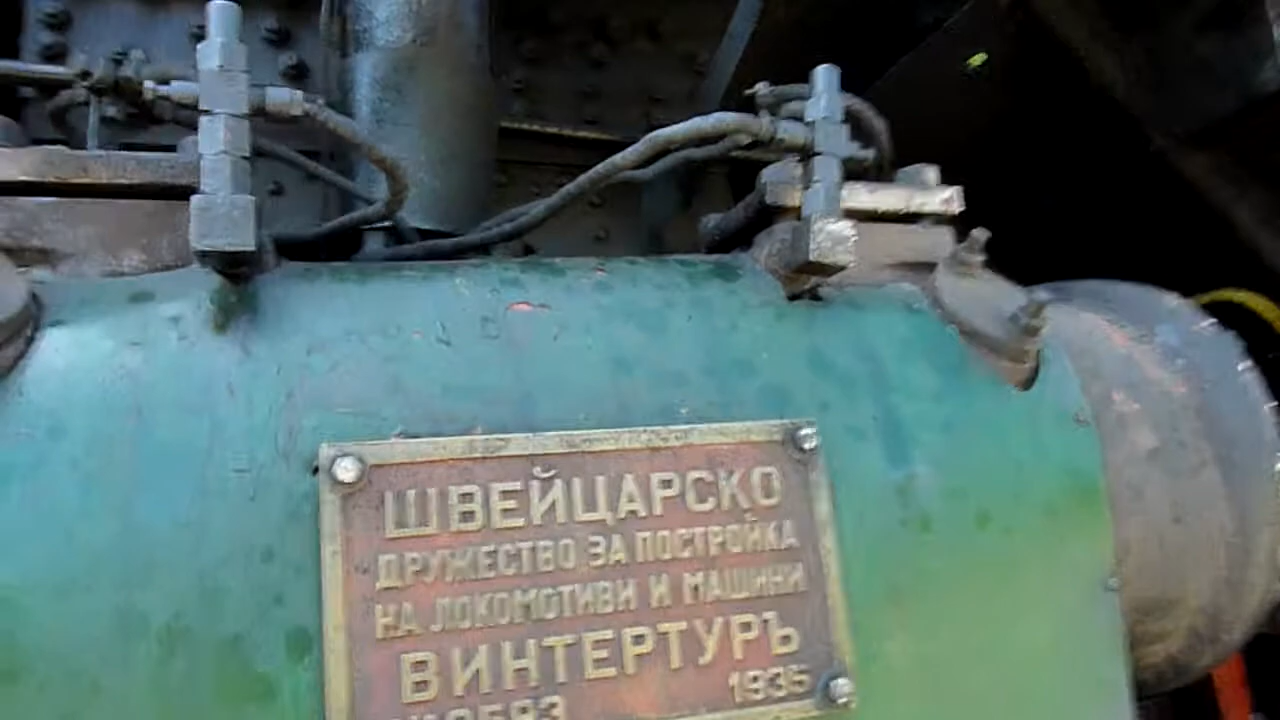 ШВЕЙЦАРСКО
ДРУЖЕСТВО ЗА ПОСТРОЙКА
НА ЛОКОМОТИВИ И МАШИНИ
ВИНТЕРТУРЪ
1935